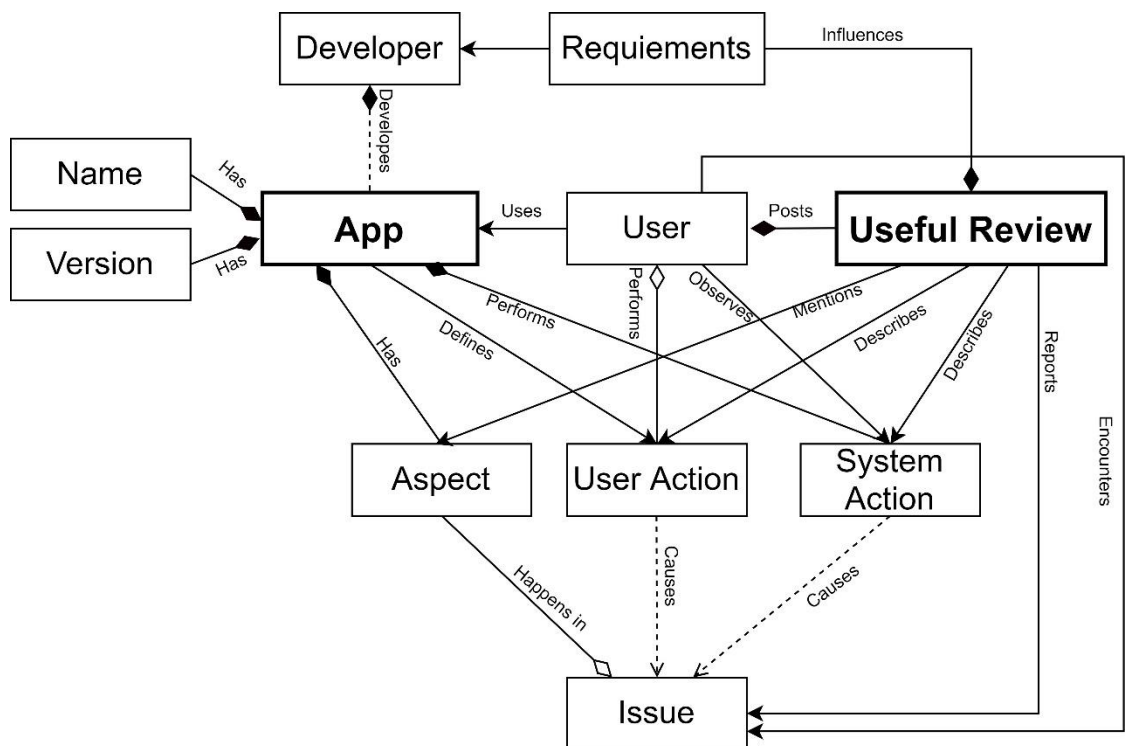 Developer
Requiements
Influences
Developes
Name
Has
App
Uses
User
Posts
Useful Review
Version
Has
Performs
Performs
Observes
Mentions
Has
Defines
Describes
Describes
Reports
Encounters
Aspect
User Action
System
Action
Happens in
Causes
Causes
Issue